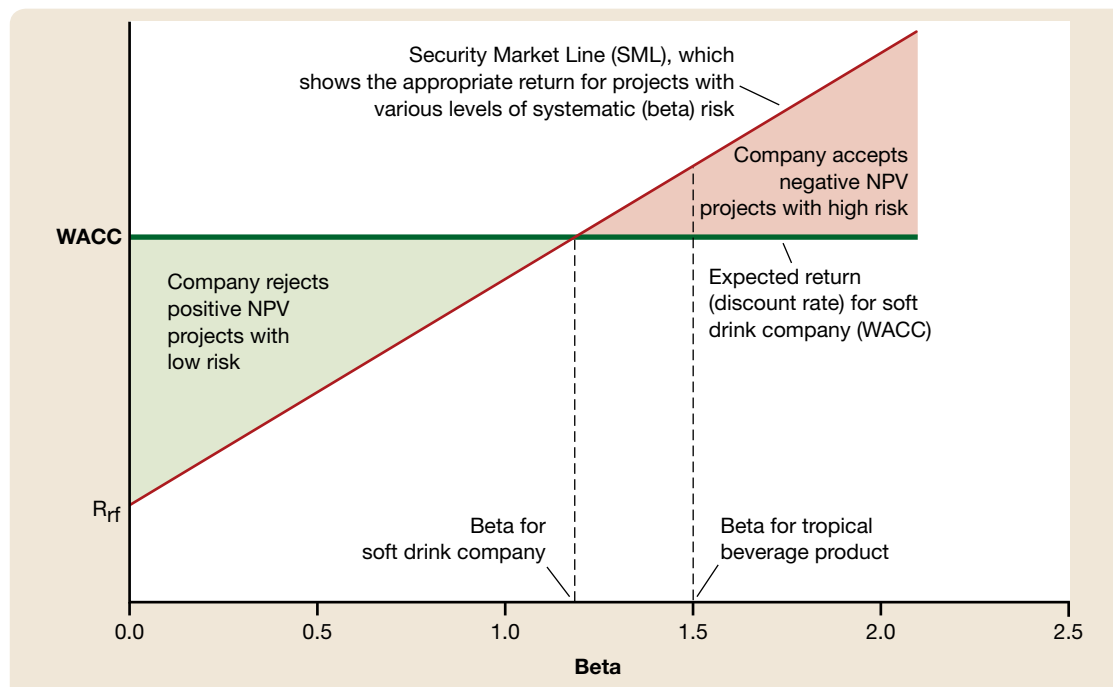 Security Market Line (SML), which
shows the appropriate return for projects with
various levels of systematic (beta) risk
Company accepts
negative NPV
projects with high risk
WACC
Company rejects
positive NPV
projects with
low risk
Expected return
(discount rate) for soft
drink company (WACC)
Rrf
Beta for
soft drink company
Beta for tropical
beverage product
0.0 0.5 1.0 1.5 2.0 2.5
Beta